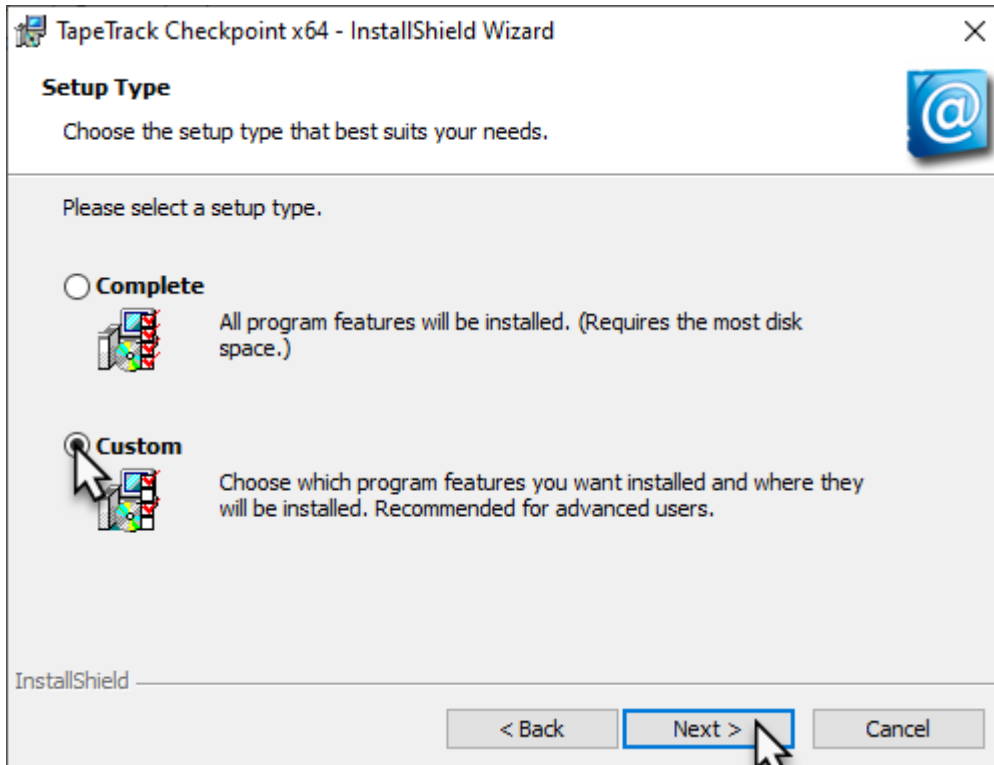 TapeTrack Checkpoint x64 - InstallShield Wizard
Setup Type
Choose the setup type that best suits your needs.
Please select a setup type.
Complete
All program features will be installed. (Requires the most disk
space.)
Custom
Choose which program features you want installed and where they
will be installed. Recommended for advanced users.
InstallShield
< Back
Next >
Cancel